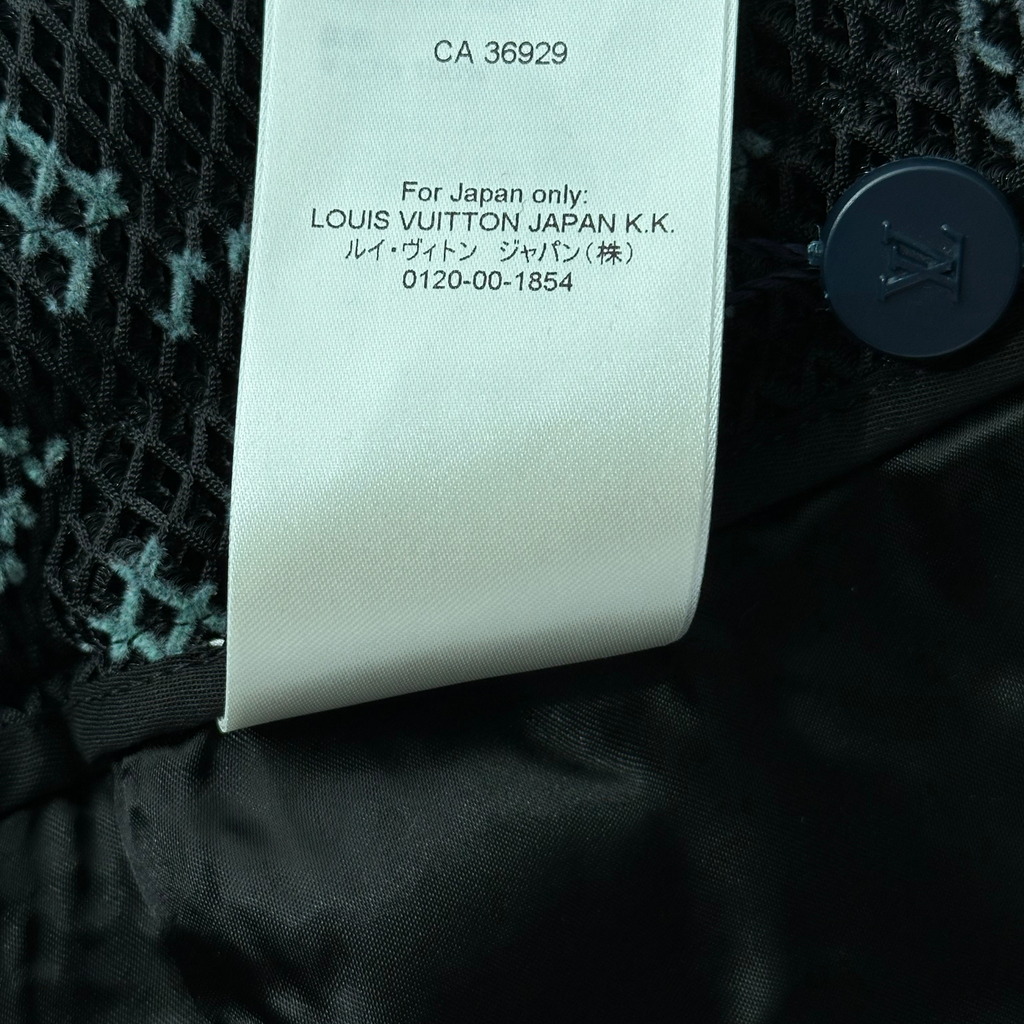 CA 36929
For Japan only:
LOUIS VUITTON JAPAN K.K.
ルイ・ヴィトン　ジャパン(株)
0120-00-1854
LV